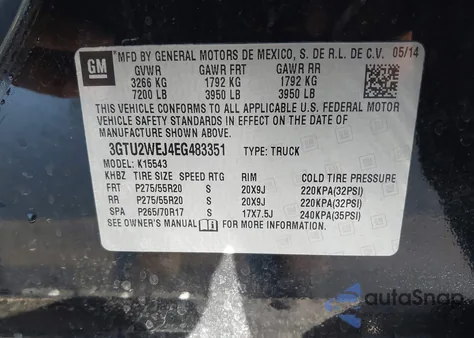 GM
MFD BY GENERAL MOTORS DE MEXICO, S. DE R.L. DE C.V. 05/14
GVWR GAWR FRT GAWR RR
3266 KG 1792 KG 1792 KG
7200 LB 3950 LB 3950 LB
THIS VEHICLE CONFORMS TO ALL APPLICABLE U.S. FEDERAL MOTOR
VEHICLE SAFETY STANDARDS IN EFFECT ON THE DATE OF
MANUFACTURE SHOWN ABOVE.
3GTU2WEJ4EG483351 TYPE: TRUCK
MODEL: K15543
KHBZ TIRE SIZE SPEED RTG RIM COLD TIRE PRESSURE
FRT P275/55R20 S 20X9J 220KPA(32PSI)
RR P275/55R20 S 20X9J 220KPA(32PSI)
SPA P265/70R17 S 17X7.5J 240KPA(35PSI)
SEE OWNER'S MANUAL FOR MORE INFORMATION.
autoSnap